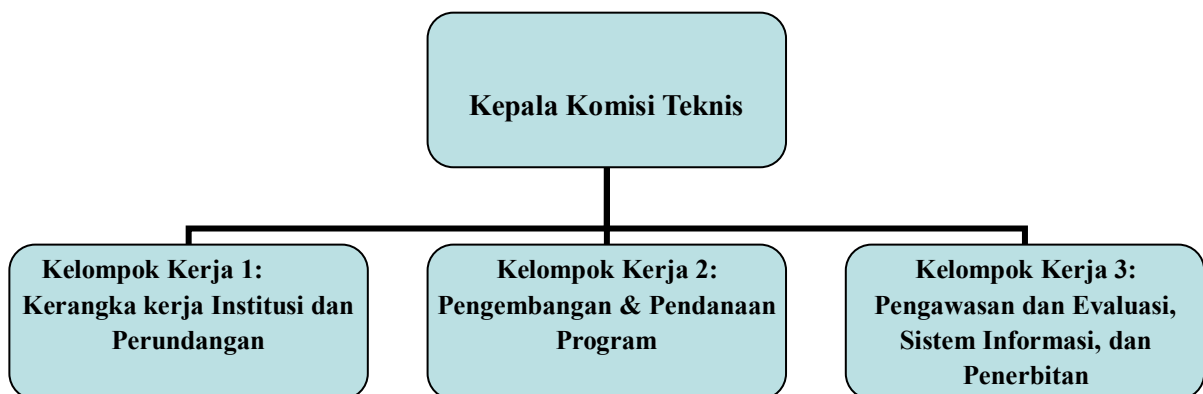 Kepala Komisi Teknis
Kelompok Kerja 1:
Kerangka kerja Institusi dan
Perundangan
Kelompok Kerja 2:
Pengembangan & Pendanaan
Program
Kelompok Kerja 3:
Pengawasan dan Evaluasi,
Sistem Informasi, dan
Penerbitan